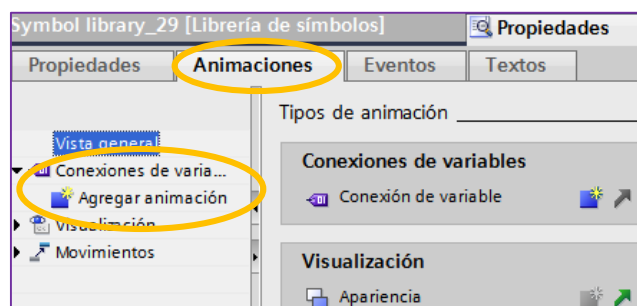 Symbol library_29 [Librería de símbolos]
Propiedades
Propiedades
Animaciones
Eventos
Textos
Vista general
Conexiones de varia...
Agregar animación
Visualización
Movimientos
Tipos de animación
Conexiones de variables
Conexión de variable
Visualización
Apariencia